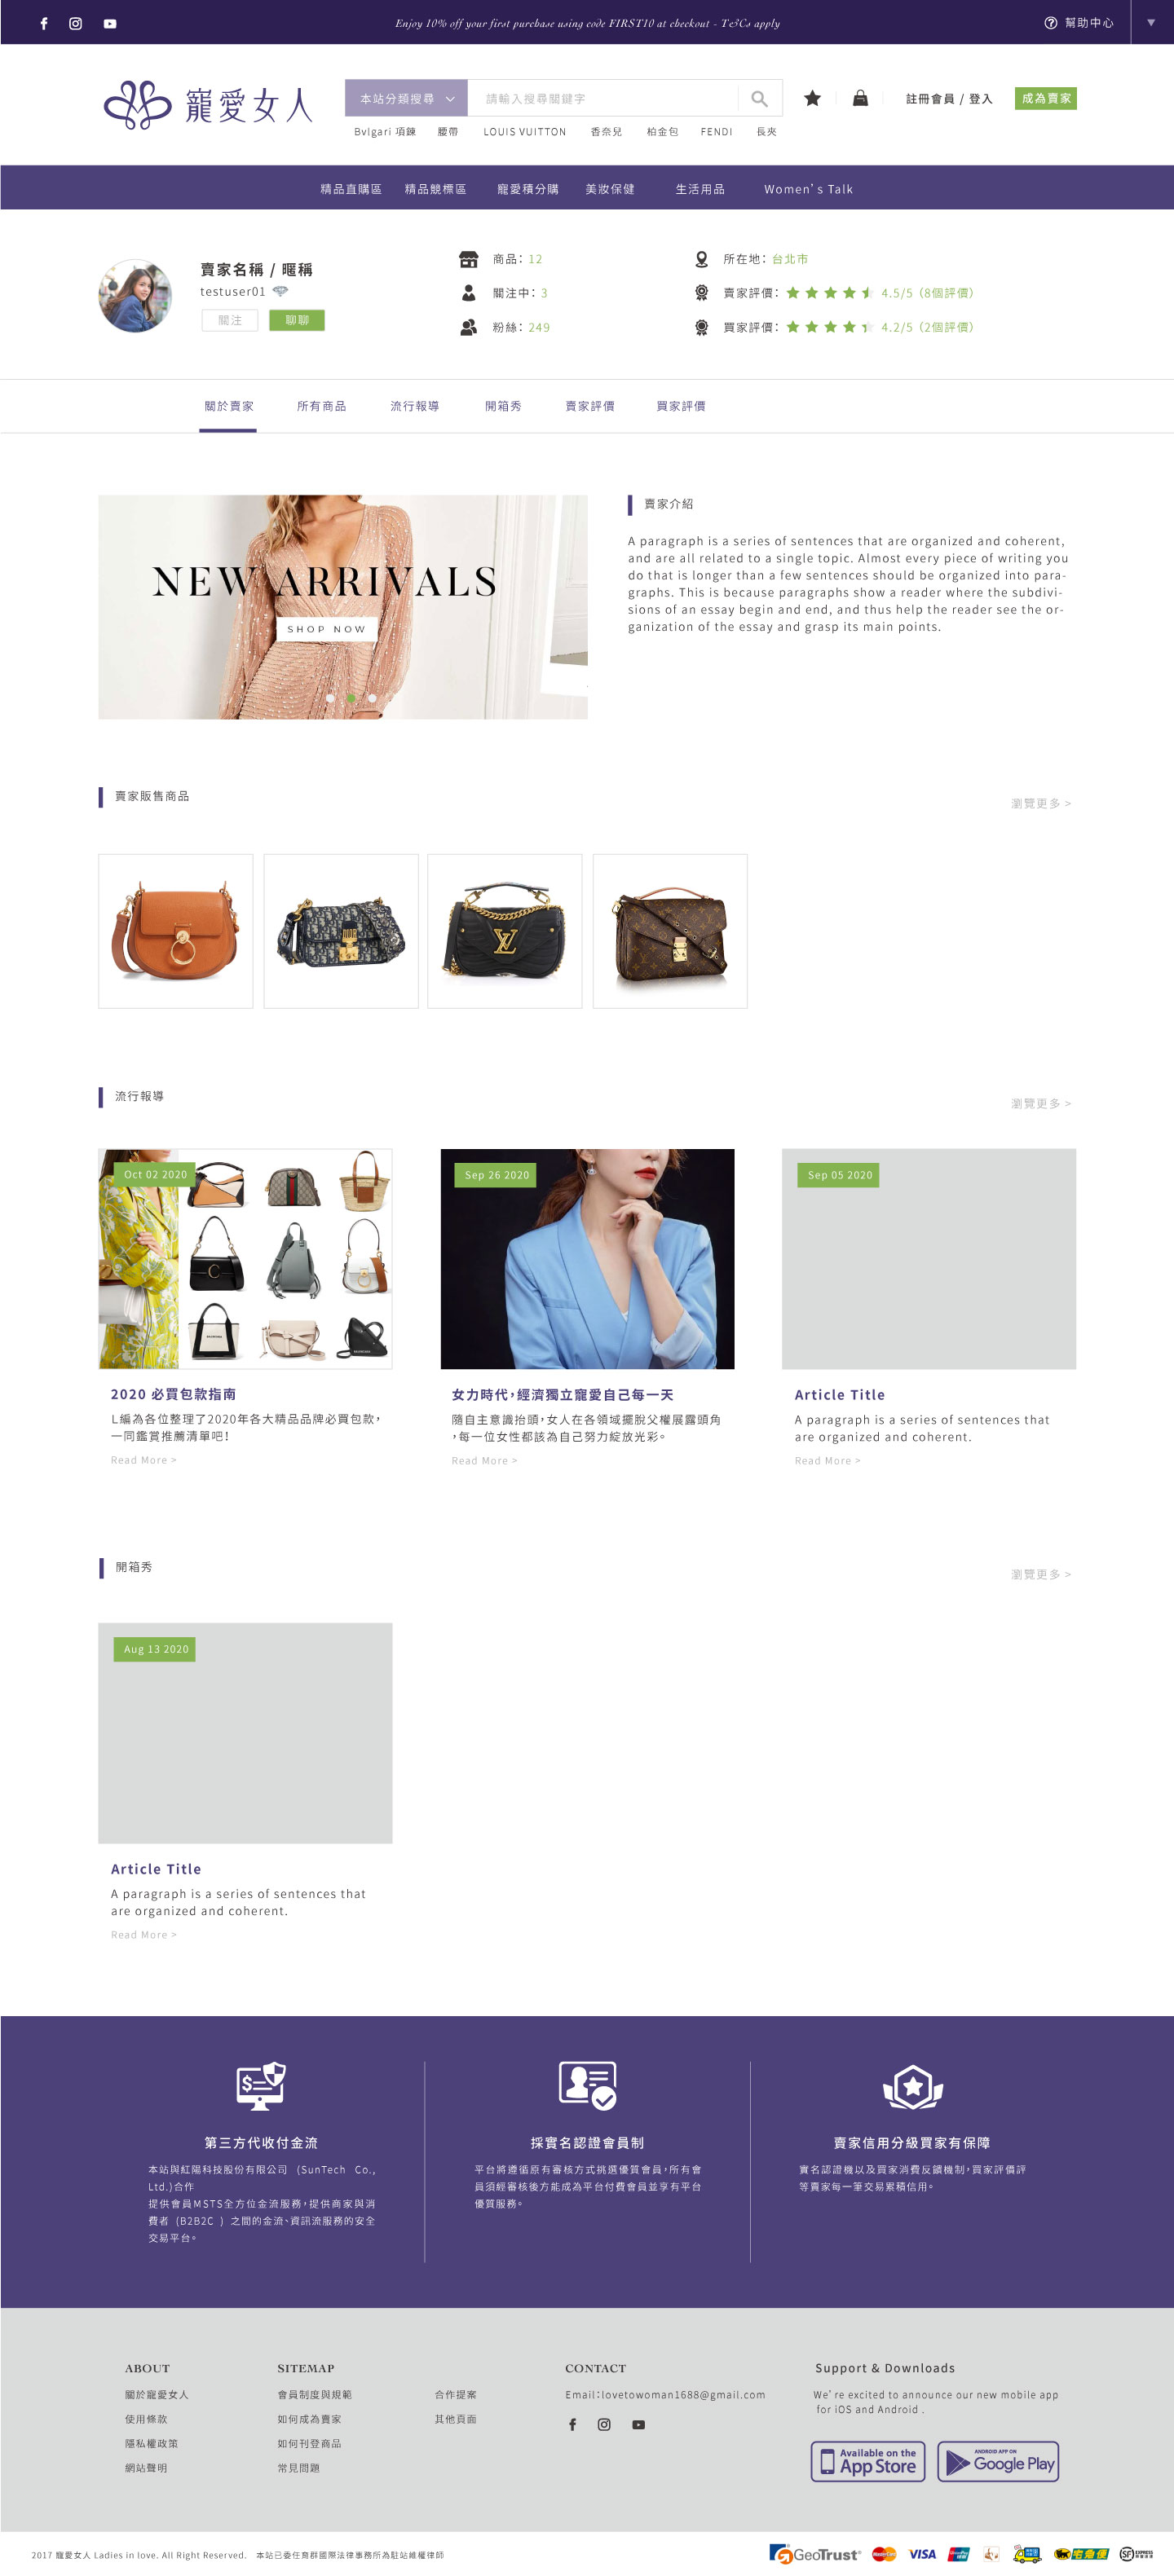 Enjoy 10% off your first purchase using code FIRST10 at checkout - T&Cs apply
幫助中心
寵愛女人
本站分類搜尋
請輸入搜尋關鍵字
註冊會員 / 登入
成為賣家
Bvlgari 項鍊 腰帶 LOUIS VUITTON 香奈兒 柏金包 FENDI 長夾
精品直購區 精品競標區 寵愛積分購 美妝保健 生活用品 Women's Talk
賣家名稱 / 暱稱
testuser01
關注 聊聊
商品： 12
關注中： 3
粉絲： 249
所在地： 台北市
賣家評價： 4.5/5 (8個評價)
買家評價： 4.2/5 (2個評價)
關於賣家 所有商品 流行報導 開箱秀 賣家評價 買家評價
NEW ARRIVALS
SHOP NOW
賣家介紹
A paragraph is a series of sentences that are organized and coherent,
and are all related to a single topic. Almost every piece of writing you
do that is longer than a few sentences should be organized into para-
graphs. This is because paragraphs show a reader where the subdivi-
sions of an essay begin and end, and thus help the reader see the or-
ganization of the essay and grasp its main points.
賣家販售商品
瀏覽更多 >
流行報導
瀏覽更多 >
Oct 02 2020
2020 必買包款指南
L編為各位整理了2020年各大精品品牌必買包款，
一同鑑賞推薦清單吧！
Read More >
Sep 26 2020
女力時代，經濟獨立寵愛自己每一天
隨自主意識抬頭，女人在各領域擺脫父權展露頭角
，每一位女性都該為自己努力綻放光彩。
Read More >
Sep 05 2020
Article Title
A paragraph is a series of sentences that
are organized and coherent.
Read More >
開箱秀
瀏覽更多 >
Aug 13 2020
Article Title
A paragraph is a series of sentences that
are organized and coherent.
Read More >
第三方代收付金流
本站與紅陽科技股份有限公司 (SunTech Co.,
Ltd.)合作
提供會員MSTS全方位金流服務，提供商家與消
費者 (B2B2C ) 之間的金流、資訊流服務的安全
交易平台。
採實名認證會員制
平台將遵循原有審核方式挑選優質會員，所有會
員須經審核後方能成為平台付費會員並享有平台
優質服務。
賣家信用分級買家有保障
實名認證機以及買家消費反饋機制，買家評價評
等賣家每一筆交易累積信用。
ABOUT
關於寵愛女人
使用條款
隱私權政策
網站聲明
SITEMAP
會員制度與規範
如何成為賣家
如何刊登商品
常見問題
合作提案
其他頁面
CONTACT
Email：lovetowoman1688@gmail.com
Support & Downloads
We're excited to announce our new mobile app
for iOS and Android .
Available on the
App Store
ANDROID APP ON
Google Play
2017 寵愛女人 Ladies in love. All Right Reserved. 本站已委任育群國際法律事務所為駐站維權律師
GeoTrust
MasterCard
VISA
宅急便
SF EXPRESS